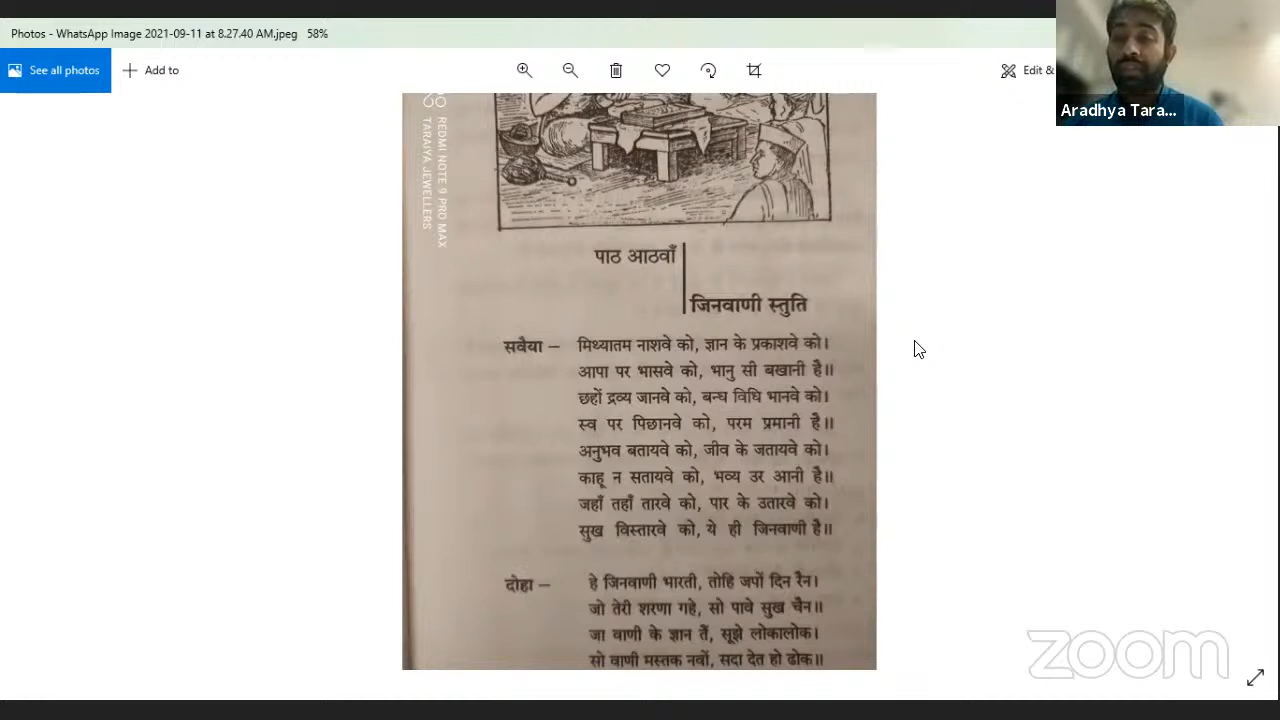 Photos - WhatsApp Image 2021-09-11 at 8.27.40 AM.jpeg 58%
See all photos
Add to
Edit &
Aradhya Tara...
REDMI NOTE 9 PRO MAX
TARAIYA JEWELLERS
पाठ आठवाँ
जिनवाणी स्तुति
सवैया – मिथ्यातम नाशवे को, ज्ञान के प्रकाशवे को।
आपा पर भासवे को, भानु सी बखानी है॥
छहों द्रव्य जानवे को, बन्ध विधि भानवे को।
स्व पर पिछानवे को, परम प्रमानी है॥
अनुभव बतायवे को, जीव के जतायवे को।
काहू न सतायवे को, भव्य उर आनी है॥
जहाँ तहाँ तारवे को, पार के उतारवे को।
सुख विस्तारवे को, ये ही जिनवाणी है॥
दोहा – हे जिनवाणी भारती, तोहि जपों दिन रैन।
जो तेरी शरणा गहे, सो पावे सुख चैन॥
जा वाणी के ज्ञान तैं, सूझे लोकालोक।
सो वाणी मस्तक नवों, सदा देत हो ढोक॥
zoom